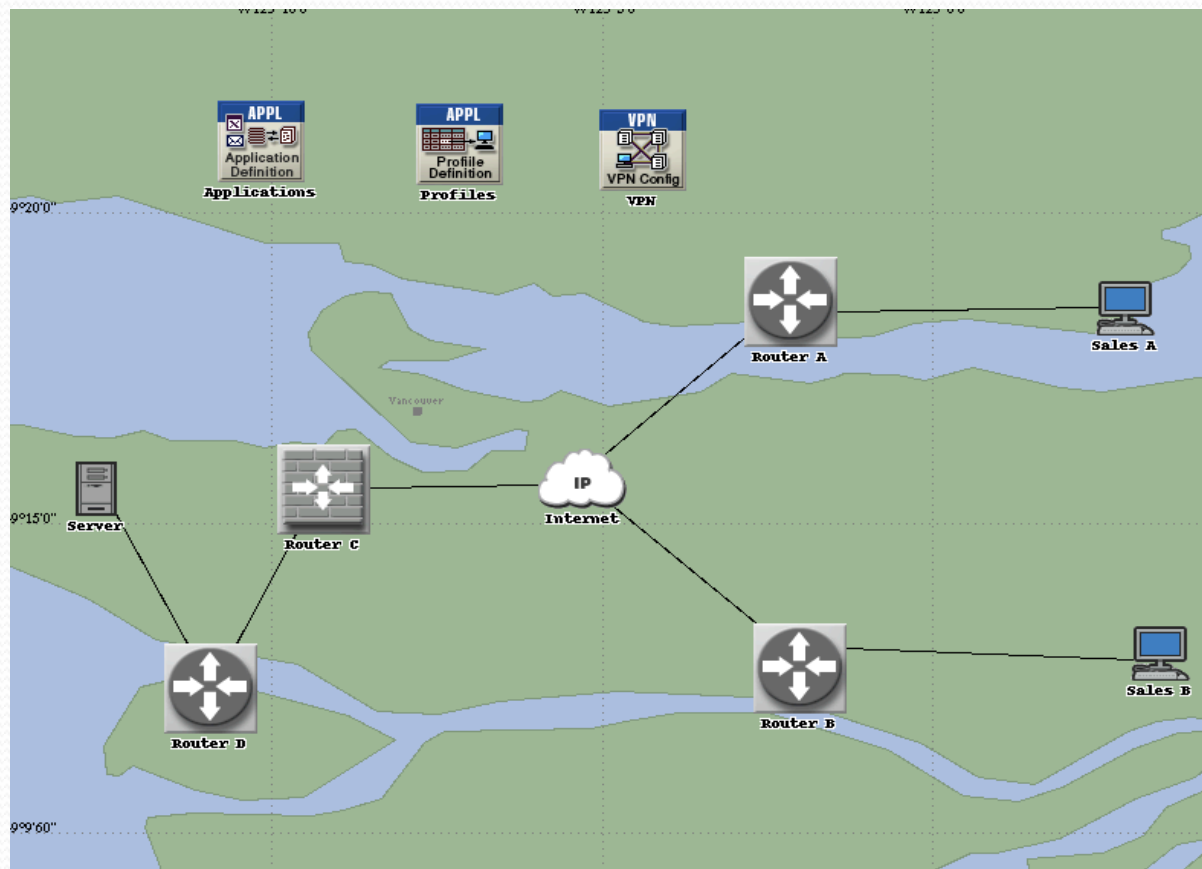 APPL
Application
Definition
Applications
APPL
Profiile
Definition
Profiles
VPN
VPN Config
VPN
9°20'0"
Router A
Sales A
Vancouver
IP
Internet
Server
9°15'0"
Router C
Router B
Sales B
Router D
9°9'60"